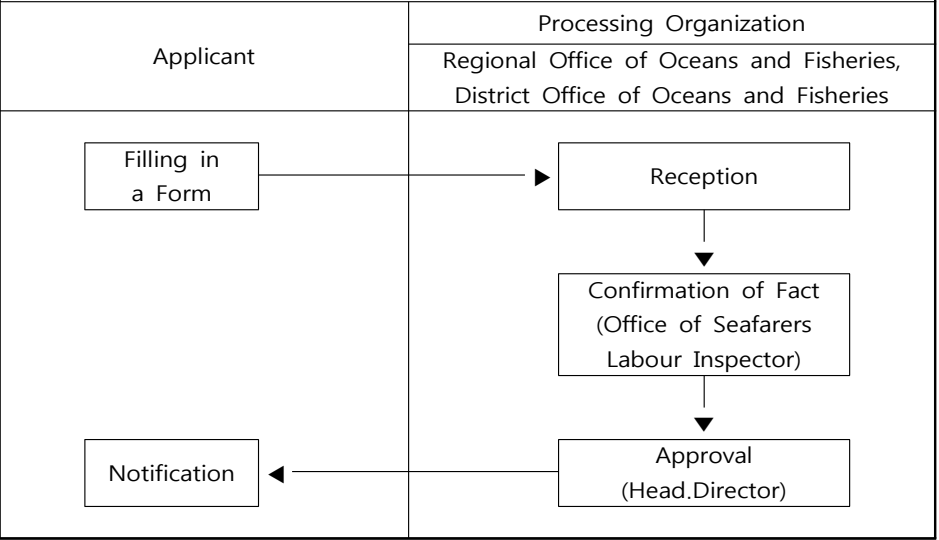 Applicant
Processing Organization
Regional Office of Oceans and Fisheries,
District Office of Oceans and Fisheries
Filling in
a Form
Reception
Confirmation of Fact
(Office of Seafarers
Labour Inspector)
Approval
(Head.Director)
Notification